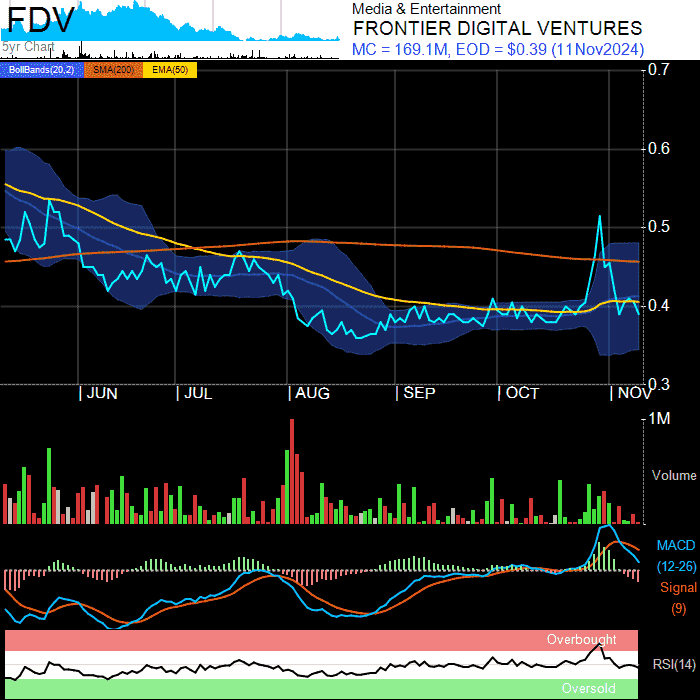 FDV
5yr Chart
Media & Entertainment
FRONTIER DIGITAL VENTURES
MC = 169.1M, EOD = $0.39 (11Nov2024)
BollBands(20,2) SMA(200) EMA(50)
0.7
0.6
0.5
0.4
0.3
JUN JUL AUG SEP OCT NOV
1M
Volume
MACD
(12-26)
Signal
(9)
Overbought
RSI(14)
Oversold